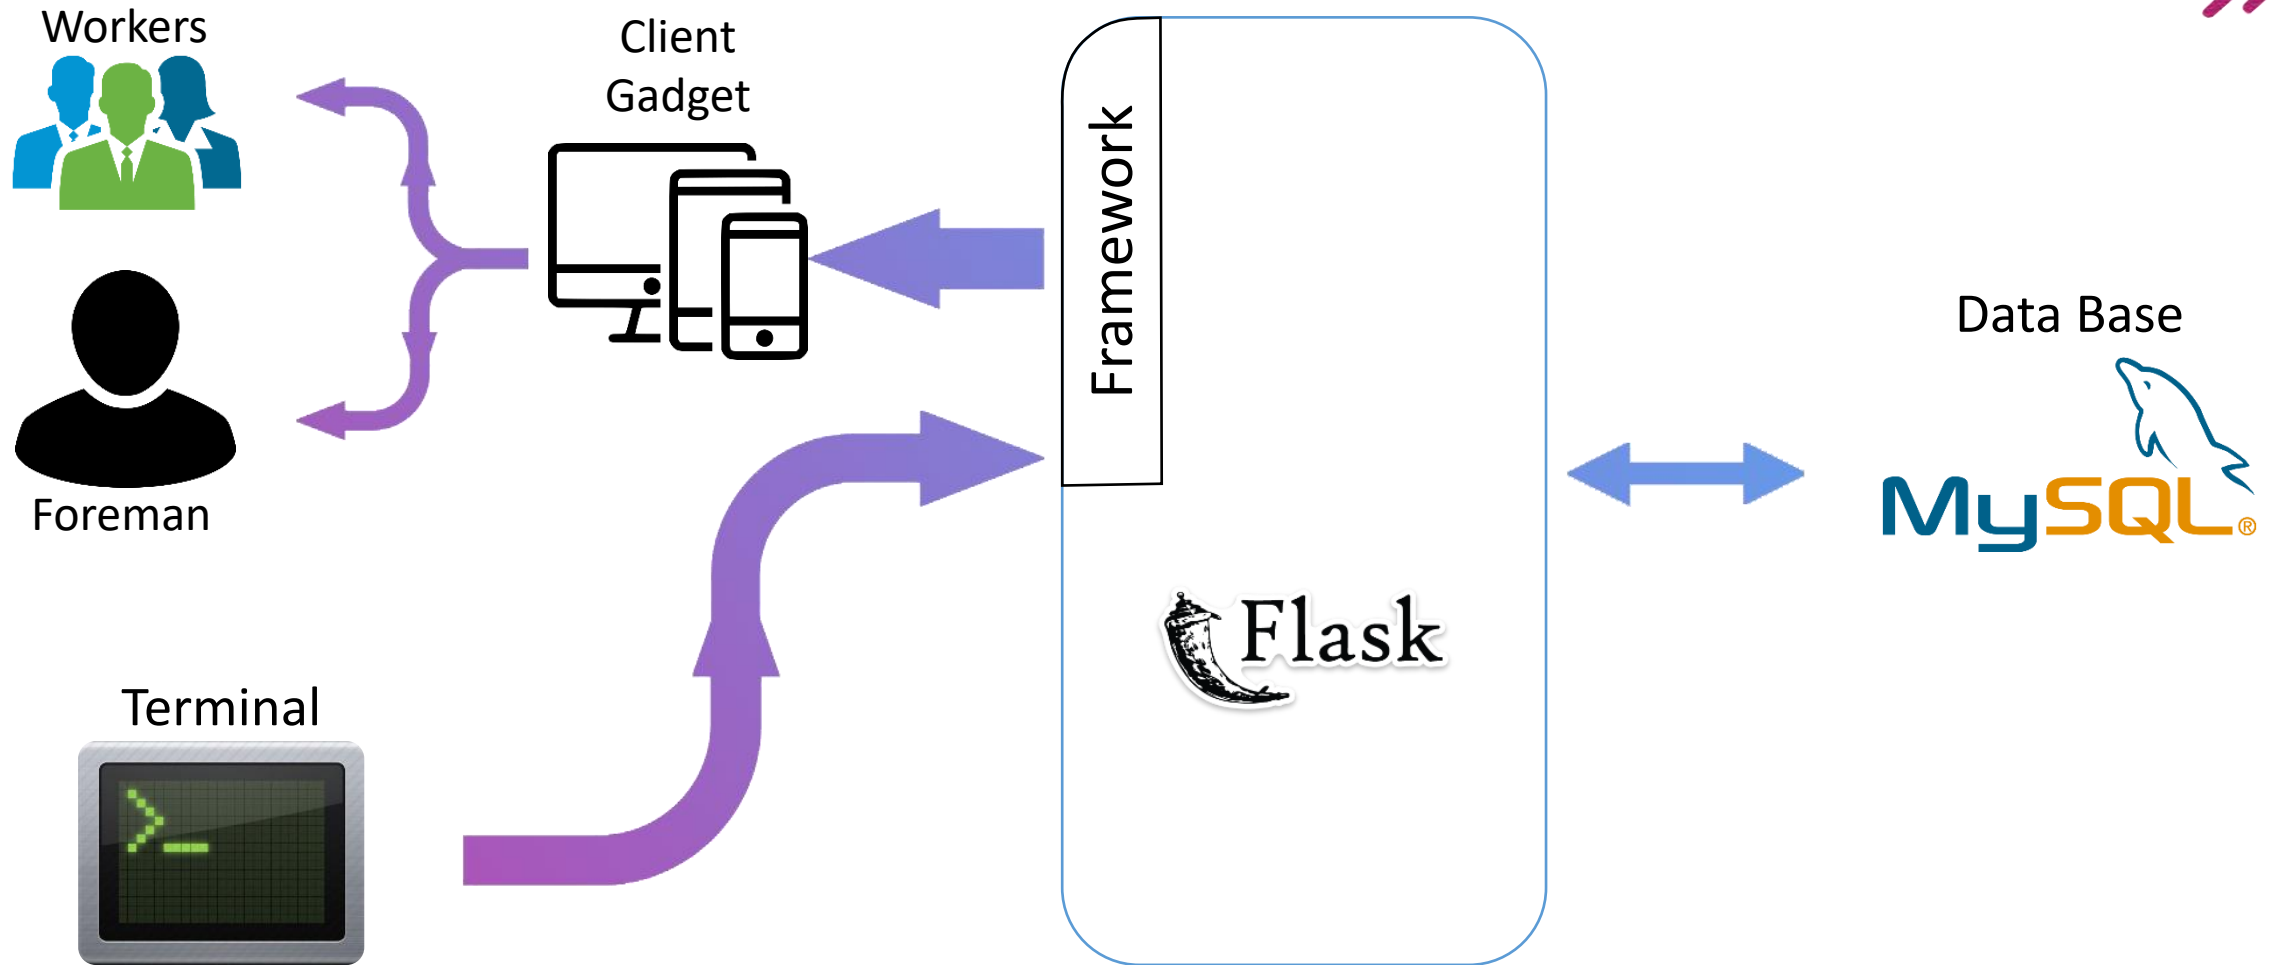 Workers
Client
Gadget
Framework
Data Base
MySQL®
Foreman
Flask
Terminal
>_